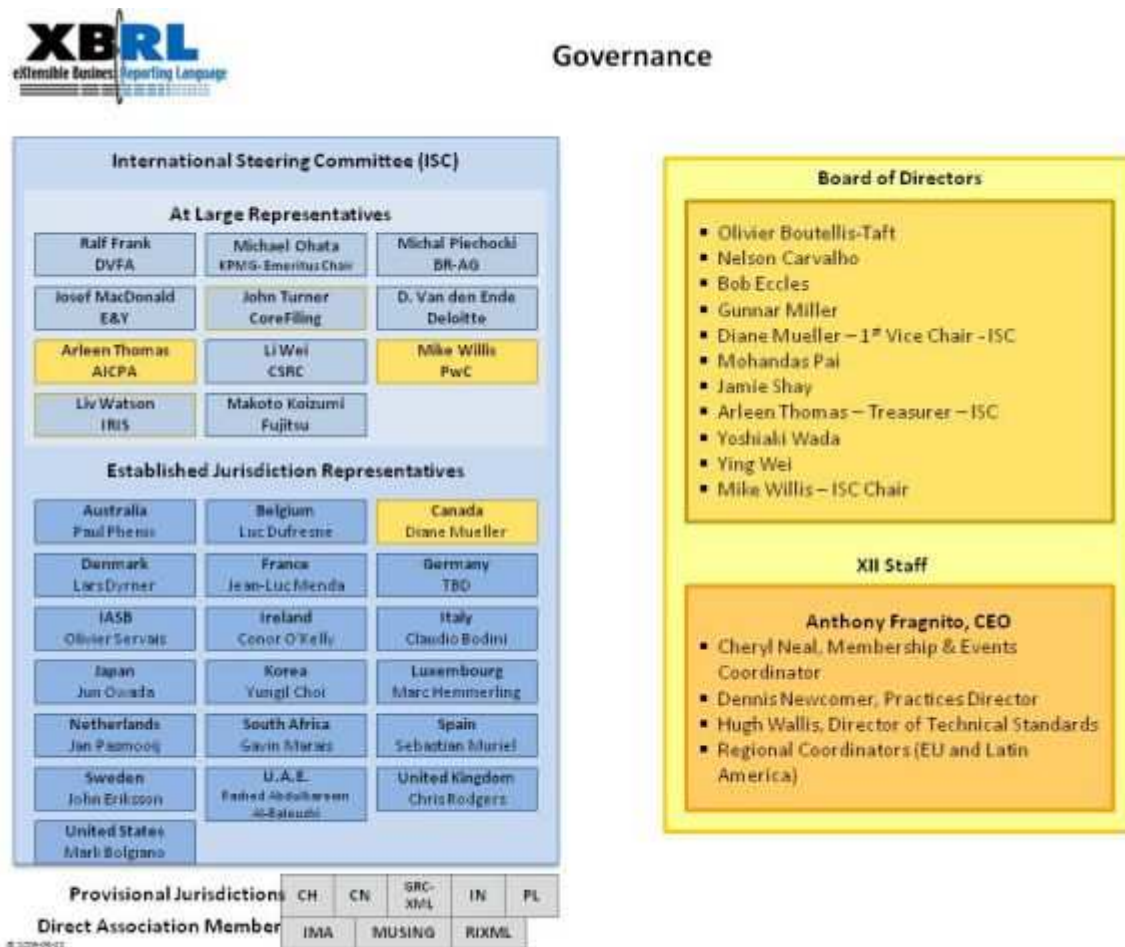 XBRL
eXtensible Business Reporting Language
Governance
International Steering Committee (ISC)
At Large Representatives
Ralf Frank
DVFA
Michael Ohata
KPMG-Emeritus Chair
Michal Piechocki
BR-AG
Josef MacDonald
E&Y
John Turner
CoreFiling
D. Van den Ende
Deloitte
Arleen Thomas
AICPA
Li Wei
CSRC
Mike Willis
PwC
Liv Watson
IRIS
Makoto Koizumi
Fujitsu
Established Jurisdiction Representatives
Australia
Paul Phenix
Belgium
Luc Dufresne
Canada
Diane Mueller
Denmark
Lars Dyrner
France
Jean-Luc Menda
Germany
TBD
IASB
Olivier Servais
Ireland
Conor O'Kelly
Italy
Claudio Bodini
Japan
Jun Owada
Korea
Yungil Choi
Luxembourg
Marc Hemmerling
Netherlands
Jan Pasmooij
South Africa
Gavin Marais
Spain
Sebastian Muriel
Sweden
John Eriksson
U.A.E.
United Kingdom
Chris Rodgers
United States
Mark Bolgiano
Provisional Jurisdictions
CH
CN
GRC-
XML
IN
PL
Direct Association Member
IMA
MUSING
RIXML
Board of Directors
▪ Olivier Boutellis-Taft
▪ Nelson Carvalho
▪ Bob Eccles
▪ Gunnar Miller
▪ Diane Mueller – 1st Vice Chair - ISC
▪ Mohandas Pai
▪ Jamie Shay
▪ Arleen Thomas – Treasurer – ISC
▪ Yoshiaki Wada
▪ Ying Wei
▪ Mike Willis – ISC Chair
XII Staff
Anthony Fragnito, CEO
▪ Cheryl Neal, Membership & Events
Coordinator
▪ Dennis Newcomer, Practices Director
▪ Hugh Wallis, Director of Technical Standards
▪ Regional Coordinators (EU and Latin
America)